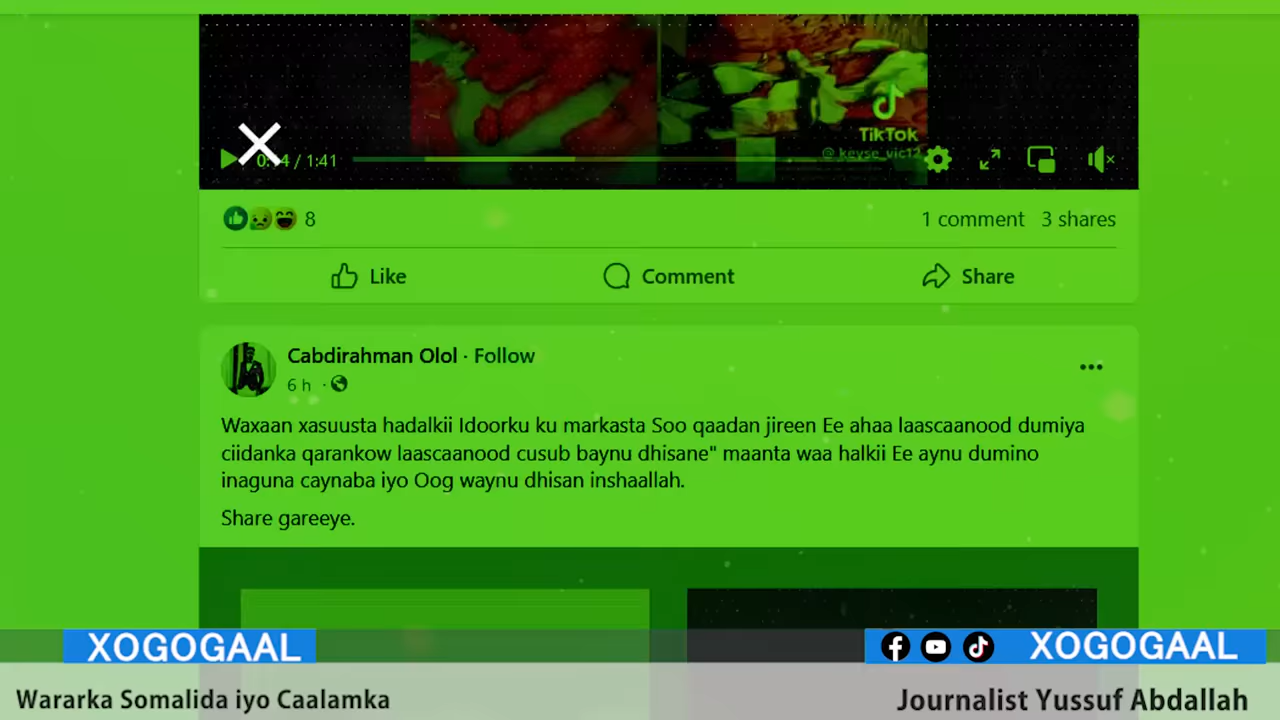 TikTok
@ keyse_vic12
/ 1:41
8
1 comment 3 shares
Like Comment Share
Cabdirahman Olol · Follow
6 h ·
Waxaan xasuusta hadalkii Idoorku ku markasta Soo qaadan jireen Ee ahaa laascaanood dumiya
ciidanka qarankow laascaanood cusub baynu dhisane" maanta waa halkii Ee aynu dumino
inaguna caynaba iyo Oog waynu dhisan inshaallah.
Share gareeye.
XOGOGAAL XOGOGAAL
Wararka Somalida iyo Caalamka Journalist Yussuf Abdallah